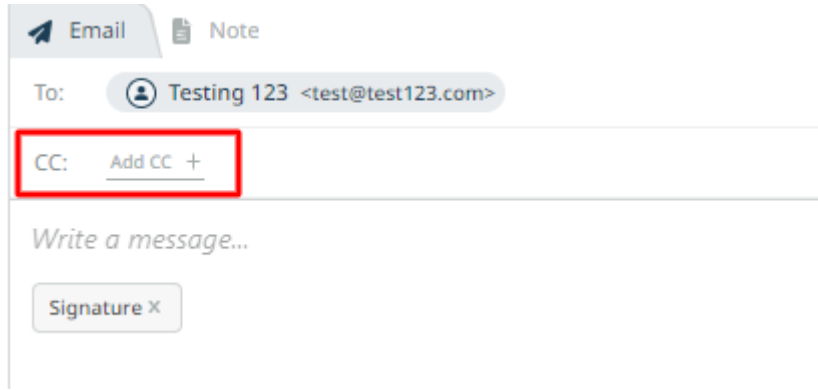 Email Note
To: Testing 123 <test@test123.com>
CC: Add CC +
Write a message...
Signature ×